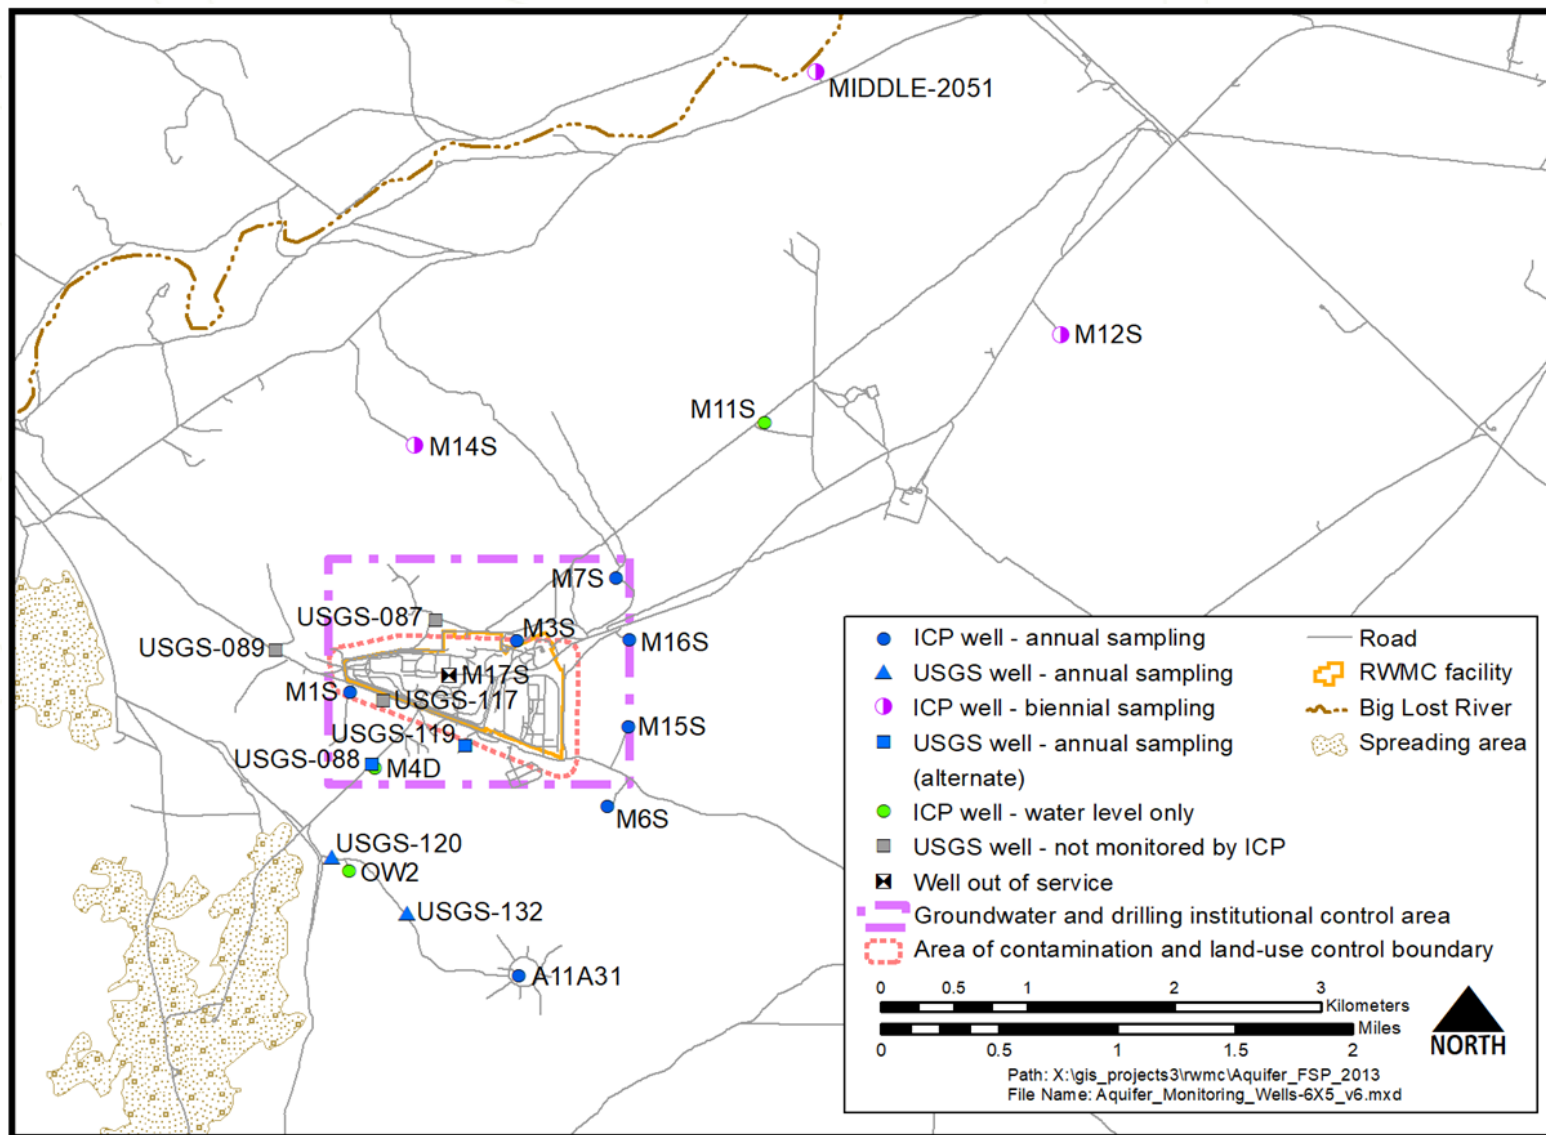 MIDDLE-2051
M12S
M11S
M14S
M7S
USGS-087
M3S
M16S
USGS-089
M17S
M1S
USGS-117
M15S
USGS-119
USGS-088
M4D
M6S
USGS-120
OW2
USGS-132
A11A31
ICP well - annual sampling
USGS well - annual sampling
ICP well - biennial sampling
USGS well - annual sampling
(alternate)
ICP well - water level only
USGS well - not monitored by ICP
Well out of service
Groundwater and drilling institutional control area
Area of contamination and land-use control boundary
Road
RWMC facility
Big Lost River
Spreading area
0 0.5 1 2 3
Kilometers
Miles
0 0.5 1 1.5 2
NORTH
Path: X:\gis_projects3\rwmc\Aquifer_FSP_2013
File Name: Aquifer_Monitoring_Wells-6X5_v6.mxd